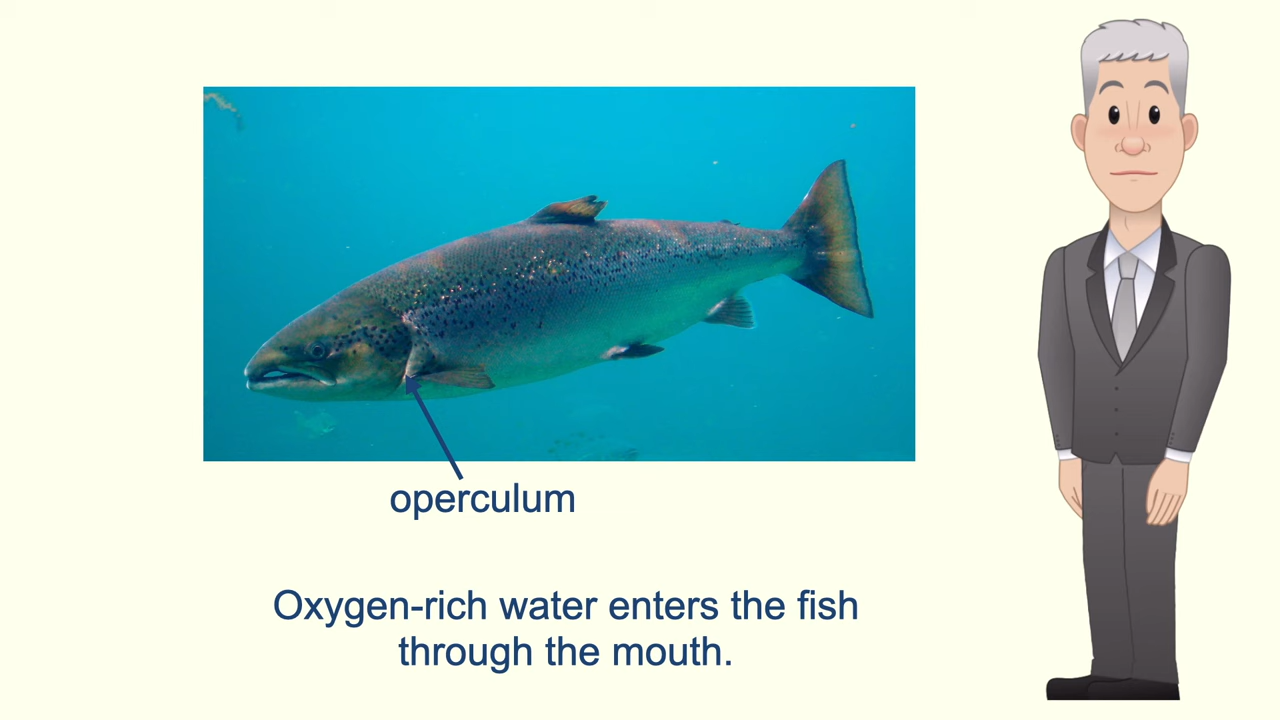 operculum
Oxygen-rich water enters the fish
through the mouth.